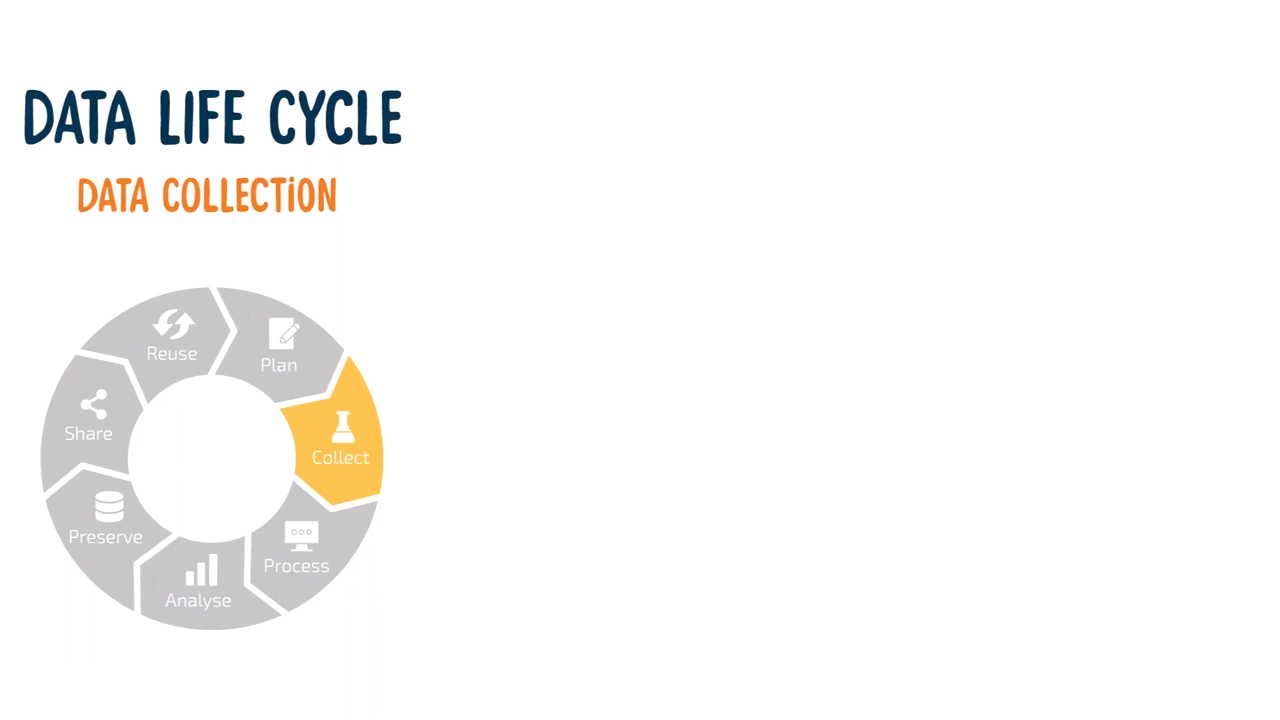 DATA LIFE CYCLE
DATA COLLECTiON
Reuse
Plan
Share
Collect
Preserve
Process
Analyse